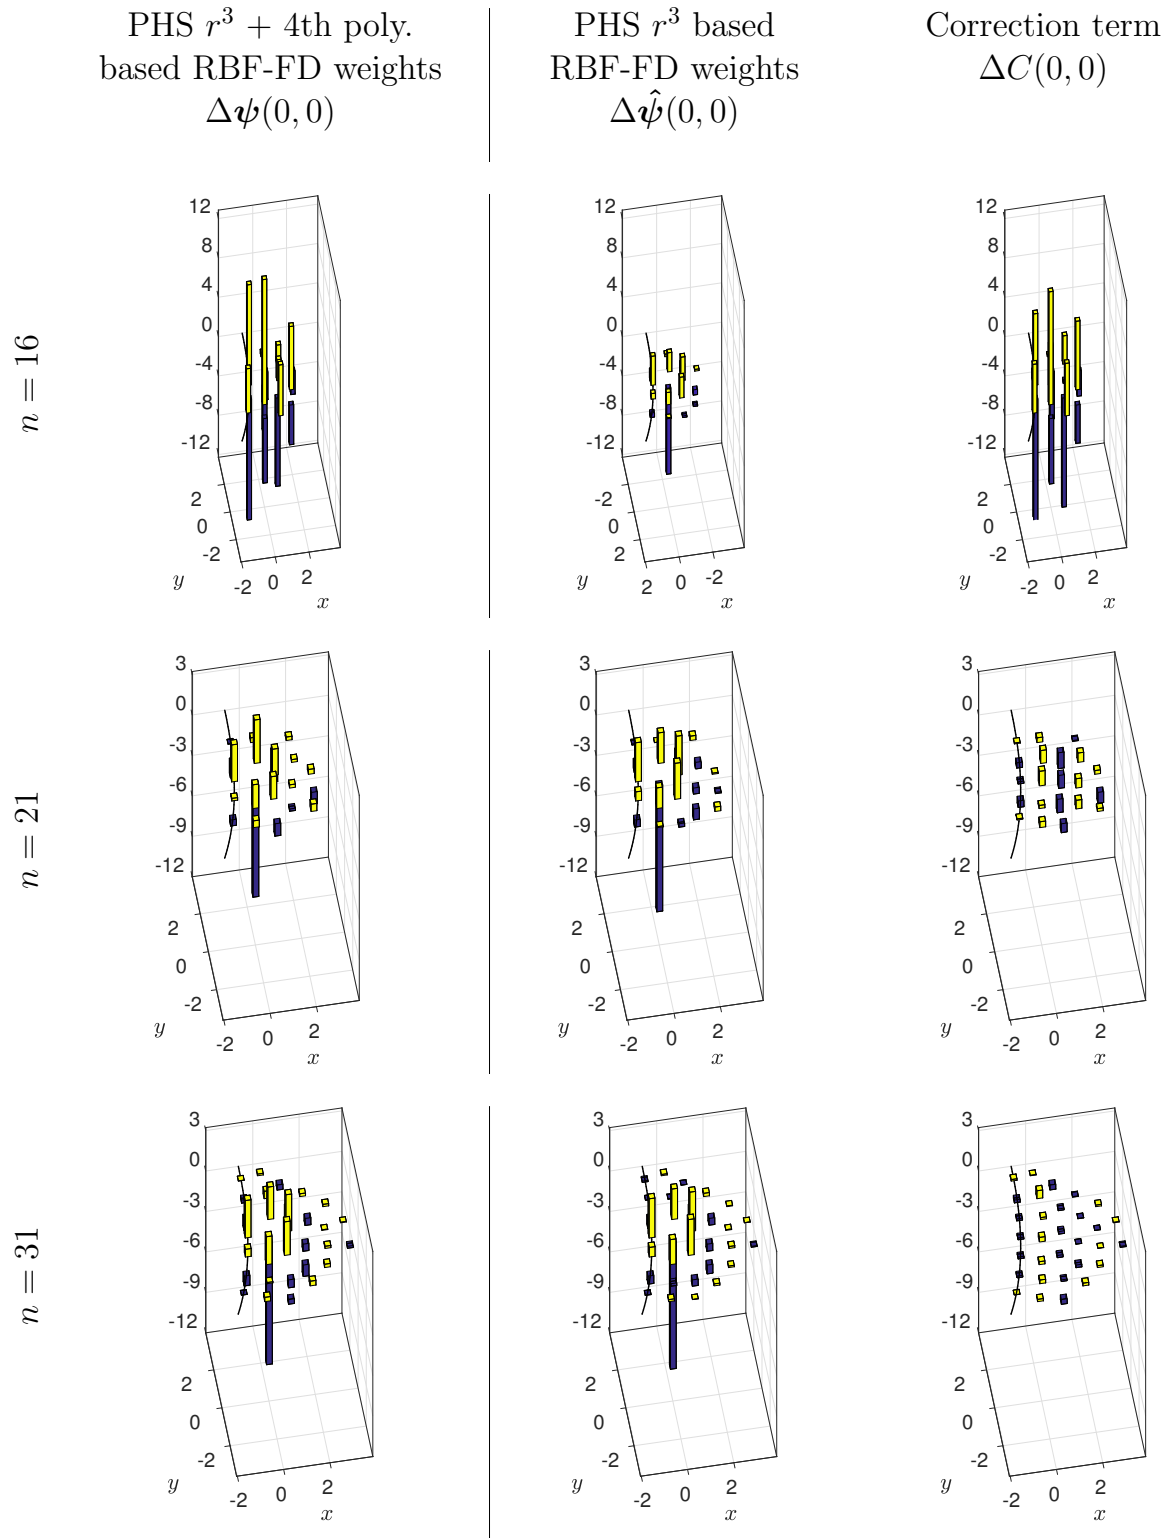 PHS r³ + 4th poly.
based RBF-FD weights
Δψ(0, 0)
PHS r³ based
RBF-FD weights
Δψ̂(0, 0)
Correction term
ΔC(0, 0)
n = 16
12
8
4
0
-4
-8
-12
2
0
-2
y
-2 0 2
x
12
8
4
0
-4
-8
-12
-2
0
2
y
2 0 -2
x
12
8
4
0
-4
-8
-12
2
0
-2
y
-2 0 2
x
n = 21
3
0
-3
-6
-9
-12
2
0
-2
y
-2 0 2
x
3
0
-3
-6
-9
-12
2
0
-2
y
-2 0 2
x
3
0
-3
-6
-9
-12
2
0
-2
y
-2 0 2
x
n = 31
3
0
-3
-6
-9
-12
2
0
-2
y
-2 0 2
x
3
0
-3
-6
-9
-12
2
0
-2
y
-2 0 2
x
3
0
-3
-6
-9
-12
2
0
-2
y
-2 0 2
x